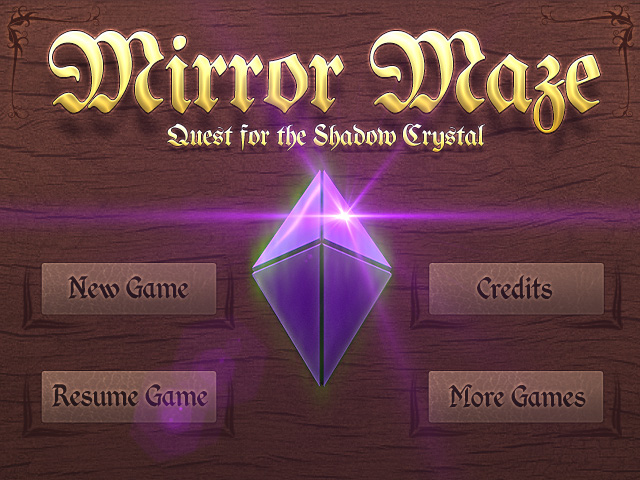 Mirror Maze
Quest for the Shadow Crystal
New Game
Credits
Resume Game
More Games